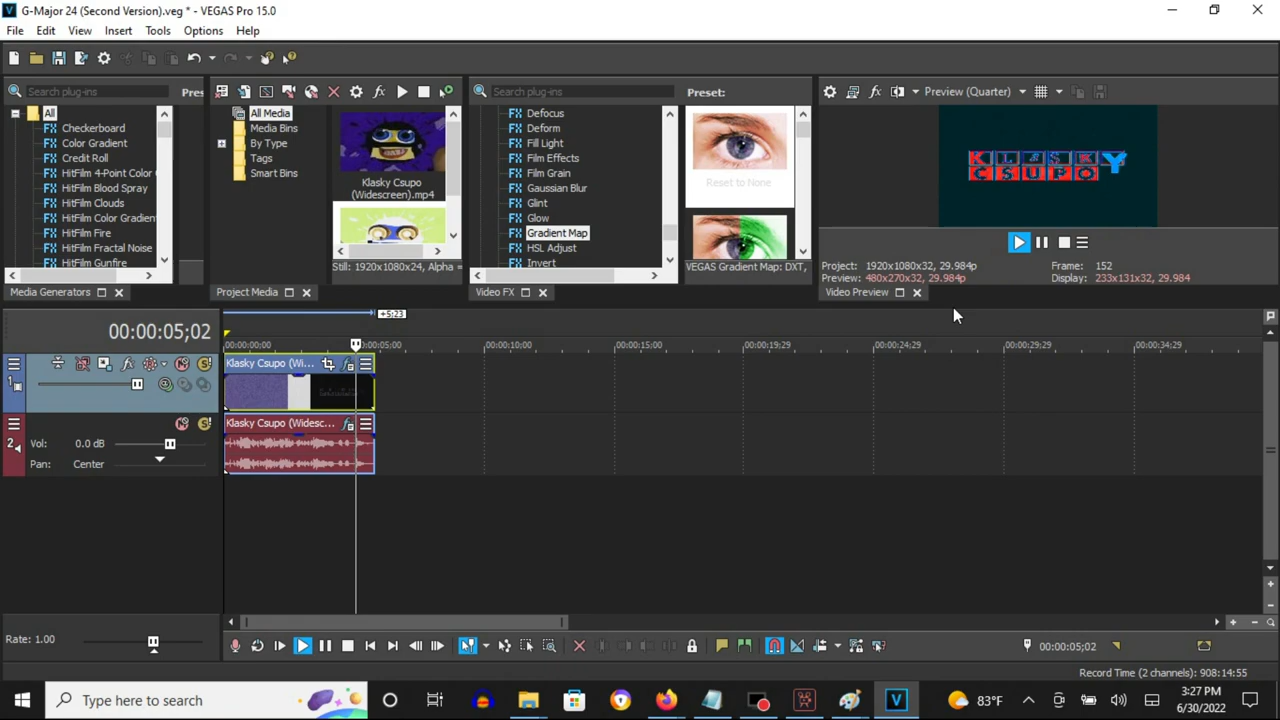 G-Major 24 (Second Version).veg * - VEGAS Pro 15.0
File Edit View Insert Tools Options Help
Search plug-ins
Pres
All
Checkerboard
Color Gradient
Credit Roll
HitFilm 4-Point Color
HitFilm Blood Spray
HitFilm Clouds
HitFilm Color Gradien
HitFilm Fire
HitFilm Fractal Noise
HitFilm Gunfire
Media Generators
All Media
Media Bins
By Type
Tags
Smart Bins
Klasky Csupo
(Widescreen).mp4
Still: 1920x1080x24, Alpha =
Project Media
Search plug-ins
Defocus
Deform
Fill Light
Film Effects
Film Grain
Gaussian Blur
Glint
Glow
Gradient Map
HSL Adjust
Invert
Video FX
Preset:
Reset to None
VEGAS Gradient Map: DXT,
Preview (Quarter)
KLASKY
CSUPO
Project: 1920x1080x32, 29.984p
Frame: 152
Preview: 480x270x32, 29.984p
Display: 233x131x32, 29.984
Video Preview
00:00:05;02
+5;23
00:00:00;00
00:00:05;00
00:00:10;00
00:00:15;00
00:00:19;29
00:00:24;29
00:00:29;29
00:00:34;29
1
Klasky Csupo (Wi...
2
Vol: 0.0 dB
Pan: Center
Klasky Csupo (Widesc...
Rate: 1.00
00:00:05;02
Record Time (2 channels): 908:14:55
Type here to search
83°F
3:27 PM
6/30/2022